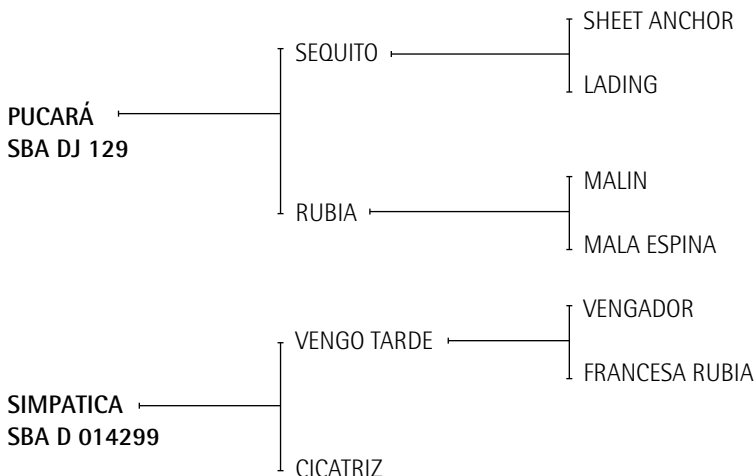 SHEET ANCHOR
SEQUITO
LADING
PUCARÁ
SBA DJ 129
MALIN
RUBIA
MALA ESPINA
VENGADOR
VENGO TARDE
FRANCESA RUBIA
SIMPATICA
SBA D 014299
CICATRIZ